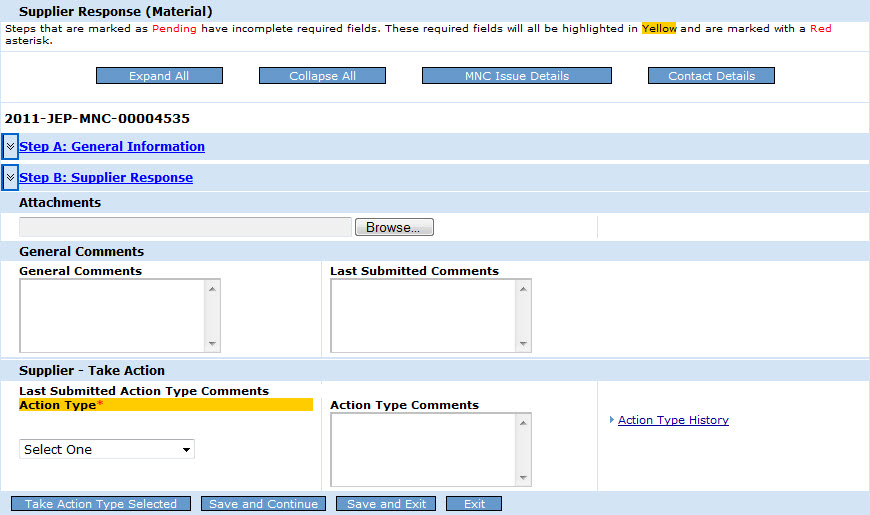 Supplier Response (Material)
Steps that are marked as Pending have incomplete required fields. These required fields will all be highlighted in Yellow and are marked with a Red
asterisk.
Expand All Collapse All MNC Issue Details Contact Details
2011-JEP-MNC-00004535
Step A: General Information
Step B: Supplier Response
Attachments
Browse...
General Comments
General Comments Last Submitted Comments
Supplier - Take Action
Last Submitted Action Type Comments
Action Type* Action Type Comments
Action Type History
Select One
Take Action Type Selected Save and Continue Save and Exit Exit